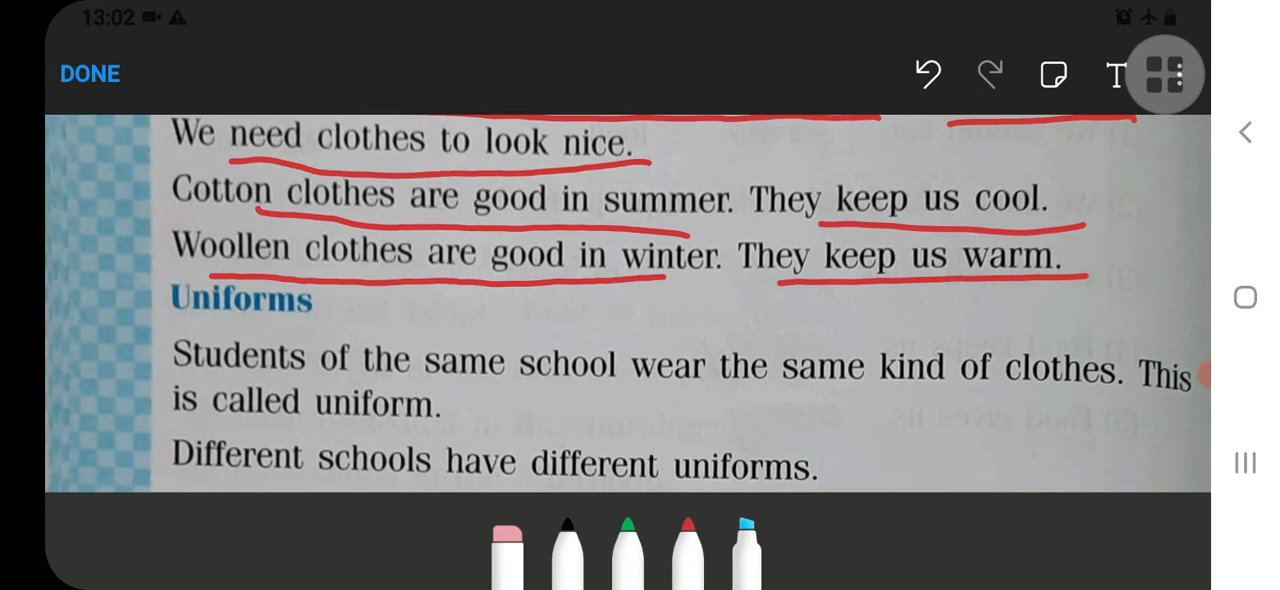 13:02
DONE
T
We need clothes to look nice.
Cotton clothes are good in summer. They keep us cool.
Woollen clothes are good in winter. They keep us warm.
Uniforms
Students of the same school wear the same kind of clothes. This
is called uniform.
Different schools have different uniforms.